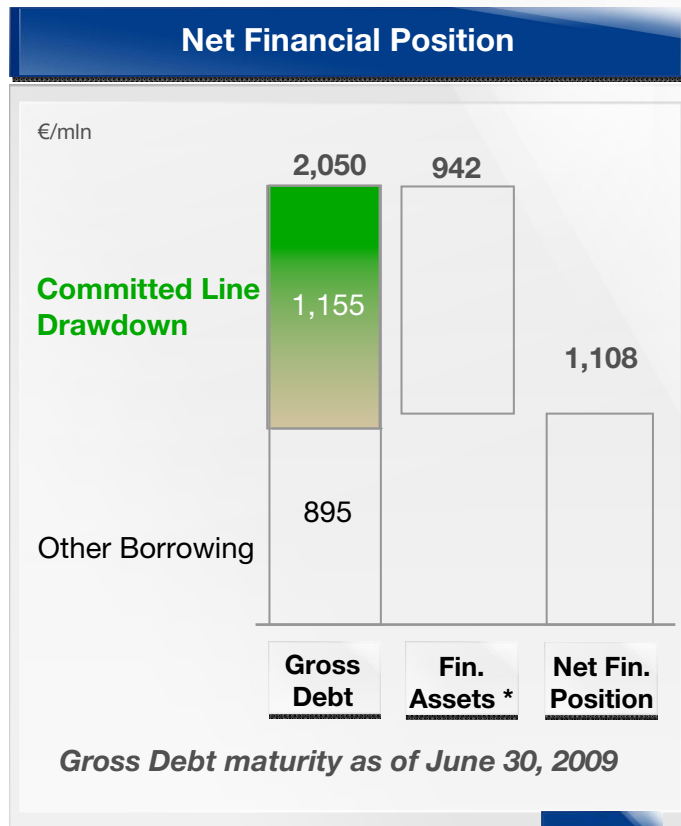 Net Financial Position
€/mln
2,050
942
Committed Line
Drawdown
1,155
1,108
895
Other Borrowing
Gross
Debt
Fin.
Assets *
Net Fin.
Position
Gross Debt maturity as of June 30, 2009